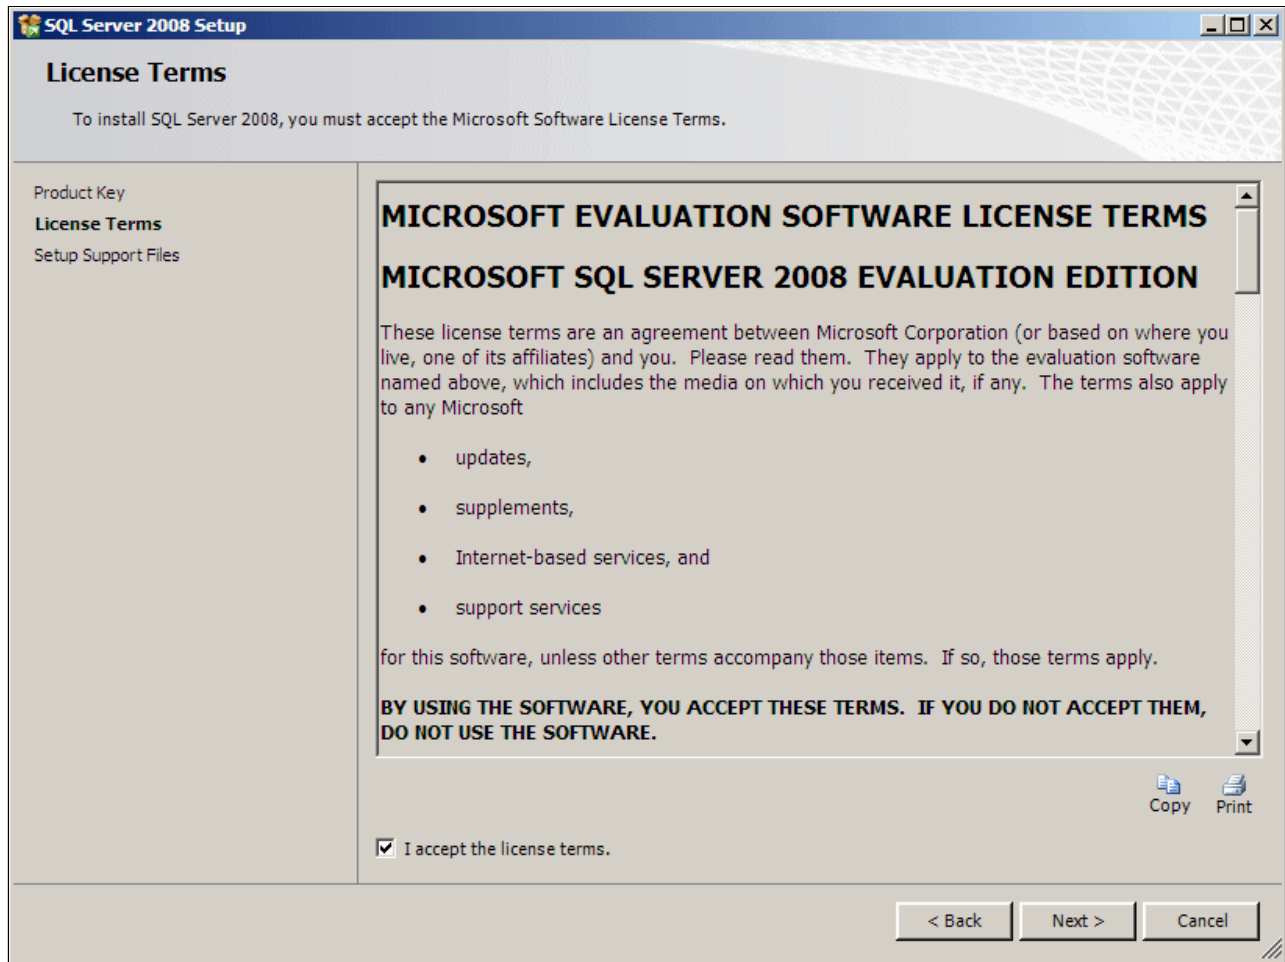 SQL Server 2008 Setup
License Terms
To install SQL Server 2008, you must accept the Microsoft Software License Terms.
Product Key
License Terms
Setup Support Files
MICROSOFT EVALUATION SOFTWARE LICENSE TERMS
MICROSOFT SQL SERVER 2008 EVALUATION EDITION
These license terms are an agreement between Microsoft Corporation (or based on where you
live, one of its affiliates) and you.  Please read them.  They apply to the evaluation software
named above, which includes the media on which you received it, if any.  The terms also apply
to any Microsoft
• updates,
• supplements,
• Internet-based services, and
• support services
for this software, unless other terms accompany those items.  If so, those terms apply.
BY USING THE SOFTWARE, YOU ACCEPT THESE TERMS.  IF YOU DO NOT ACCEPT THEM,
DO NOT USE THE SOFTWARE.
Copy Print
I accept the license terms.
< Back Next > Cancel